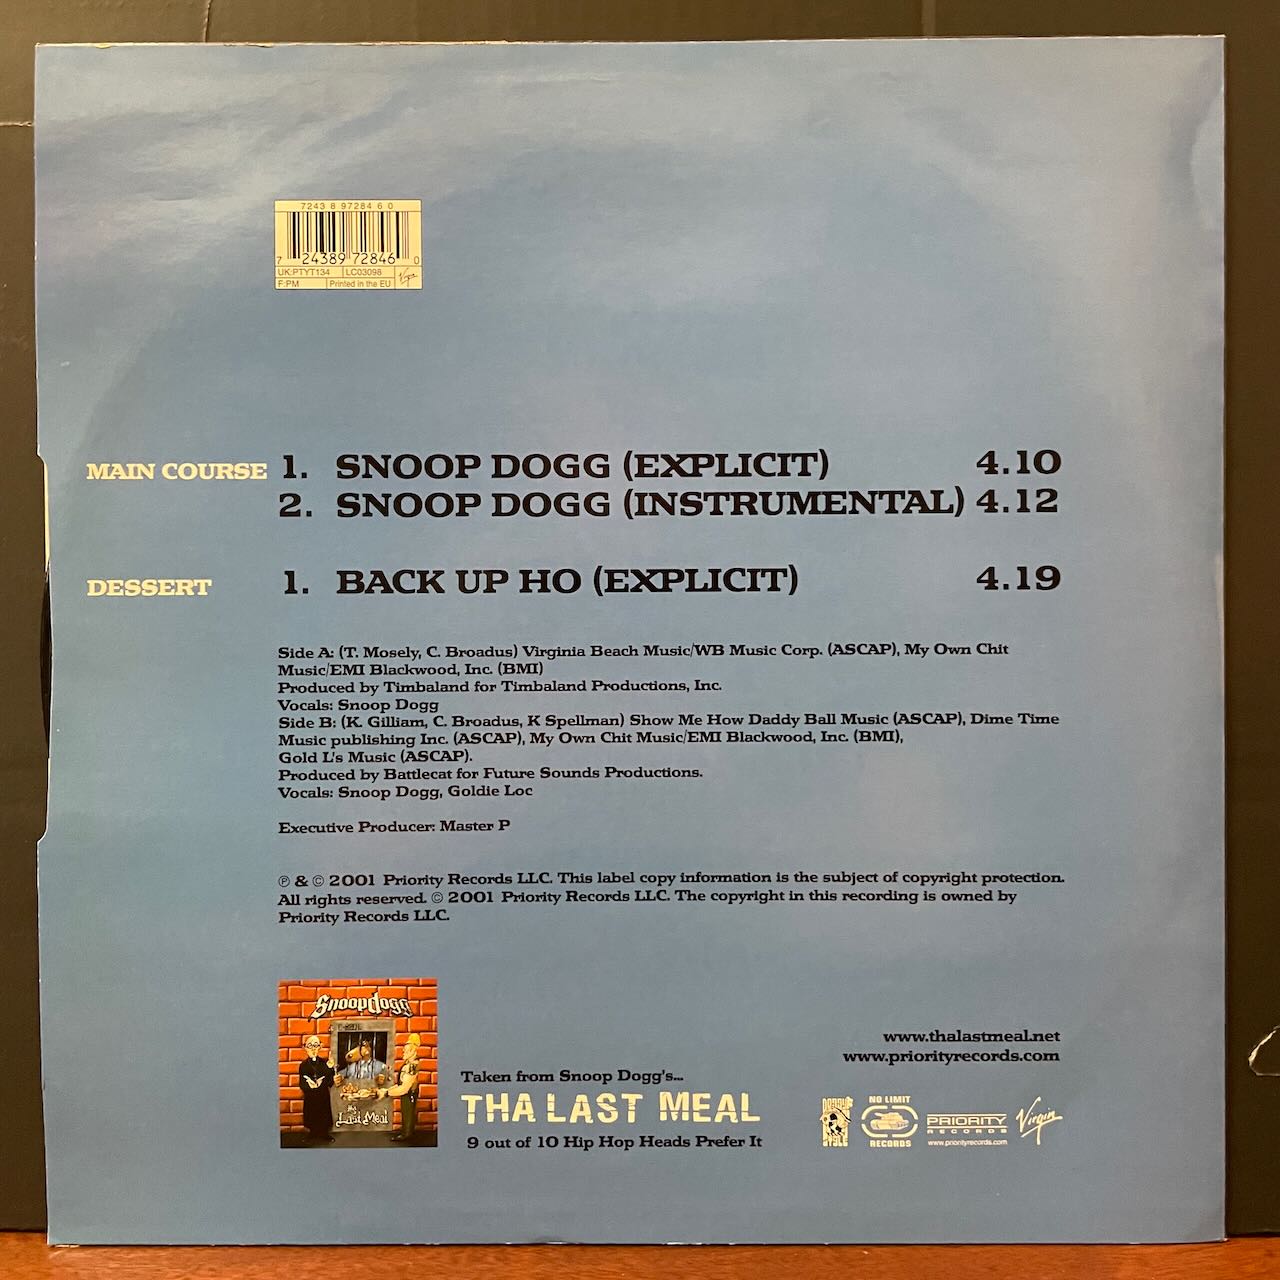 7243 8 97284 6 0
7 24389 72846 0
UK:PTYT134 LC03098
F:PM Printed in the EU Virgin
MAIN COURSE 1. SNOOP DOGG (EXPLICIT) 4.10
2. SNOOP DOGG (INSTRUMENTAL) 4.12
DESSERT 1. BACK UP HO (EXPLICIT) 4.19
Side A: (T. Mosely, C. Broadus) Virginia Beach Music/WB Music Corp. (ASCAP), My Own Chit
Music/EMI Blackwood, Inc. (BMI)
Produced by Timbaland for Timbaland Productions, Inc.
Vocals: Snoop Dogg
Side B: (K. Gilliam, C. Broadus, K Spellman) Show Me How Daddy Ball Music (ASCAP), Dime Time
Music publishing Inc. (ASCAP), My Own Chit Music/EMI Blackwood, Inc. (BMI),
Gold L's Music (ASCAP).
Produced by Battlecat for Future Sounds Productions.
Vocals: Snoop Dogg, Goldie Loc
Executive Producer: Master P
℗ & © 2001 Priority Records LLC. This label copy information is the subject of copyright protection.
All rights reserved. © 2001 Priority Records LLC. The copyright in this recording is owned by
Priority Records LLC.
Snoop dogg
tha
Last Meal
www.thalastmeal.net
www.priorityrecords.com
Taken from Snoop Dogg's...
THA LAST MEAL
9 out of 10 Hip Hop Heads Prefer It
DOGGY STYLE
NO LIMIT
RECORDS
PRIORITY
RECORDS
www.priorityrecords.com
Virgin